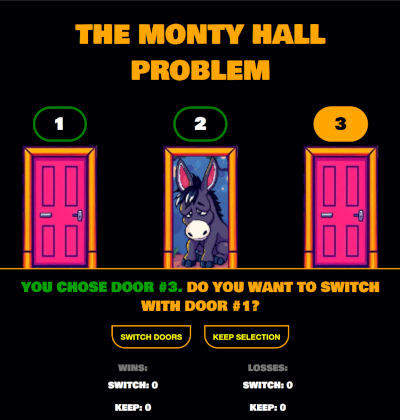 THE MONTY HALL
PROBLEM
1 2 3
YOU CHOSE DOOR #3. DO YOU WANT TO SWITCH
WITH DOOR #1?
SWITCH DOORS KEEP SELECTION
WINS: LOSSES:
SWITCH: 0 SWITCH: 0
KEEP: 0 KEEP: 0